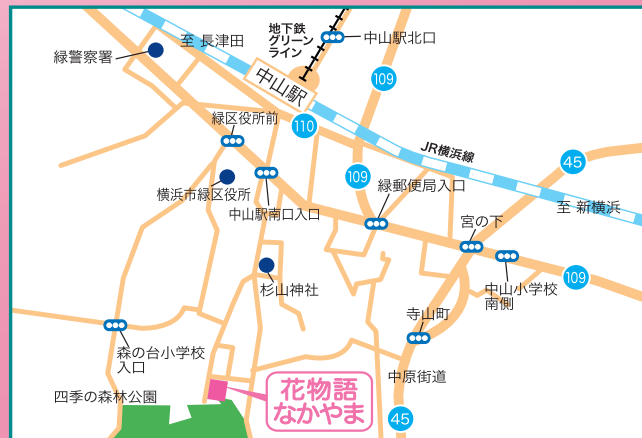 地下鉄
グリーン
ライン
中山駅北口
至 長津田
緑警察署
中山駅
109
緑区役所前
110
JR横浜線
45
109
横浜市緑区役所
中山駅南口入口
緑郵便局入口
至 新横浜
宮の下
109
杉山神社
中山小学校
南側
寺山町
森の台小学校
入口
中原街道
四季の森林公園
花物語
なかやま
45